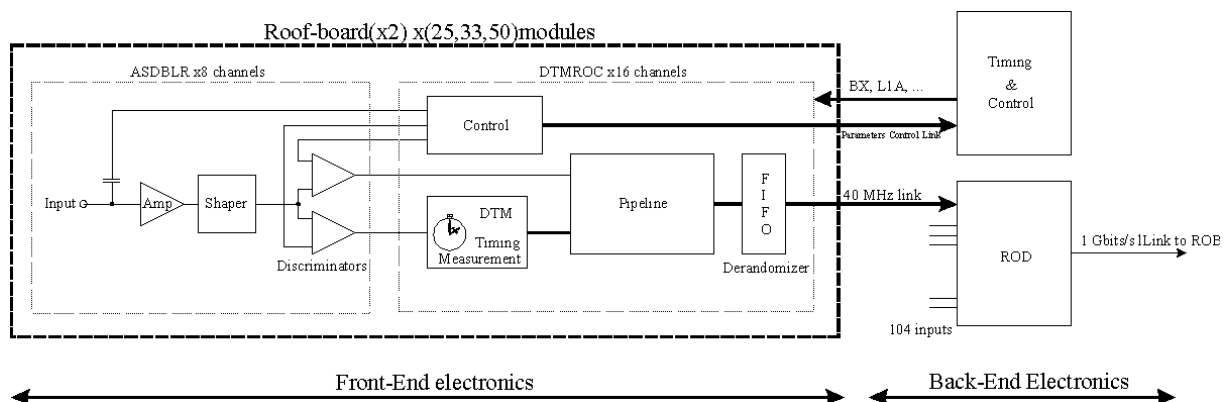 Roof-board(x2) x(25,33,50)modules
ASDBLR x8 channels
DTMROC x16 channels
Timing
&
Control
BX, L1A, ...
Parameters Control Link
Control
Input
Amp
Shaper
Discriminators
DTM
Timing
Measurement
Pipeline
F
I
F
O
Derandomizer
40 MHz link
ROD
1 Gbits/s lLink to ROB
104 inputs
Front-End electronics
Back-End Electronics